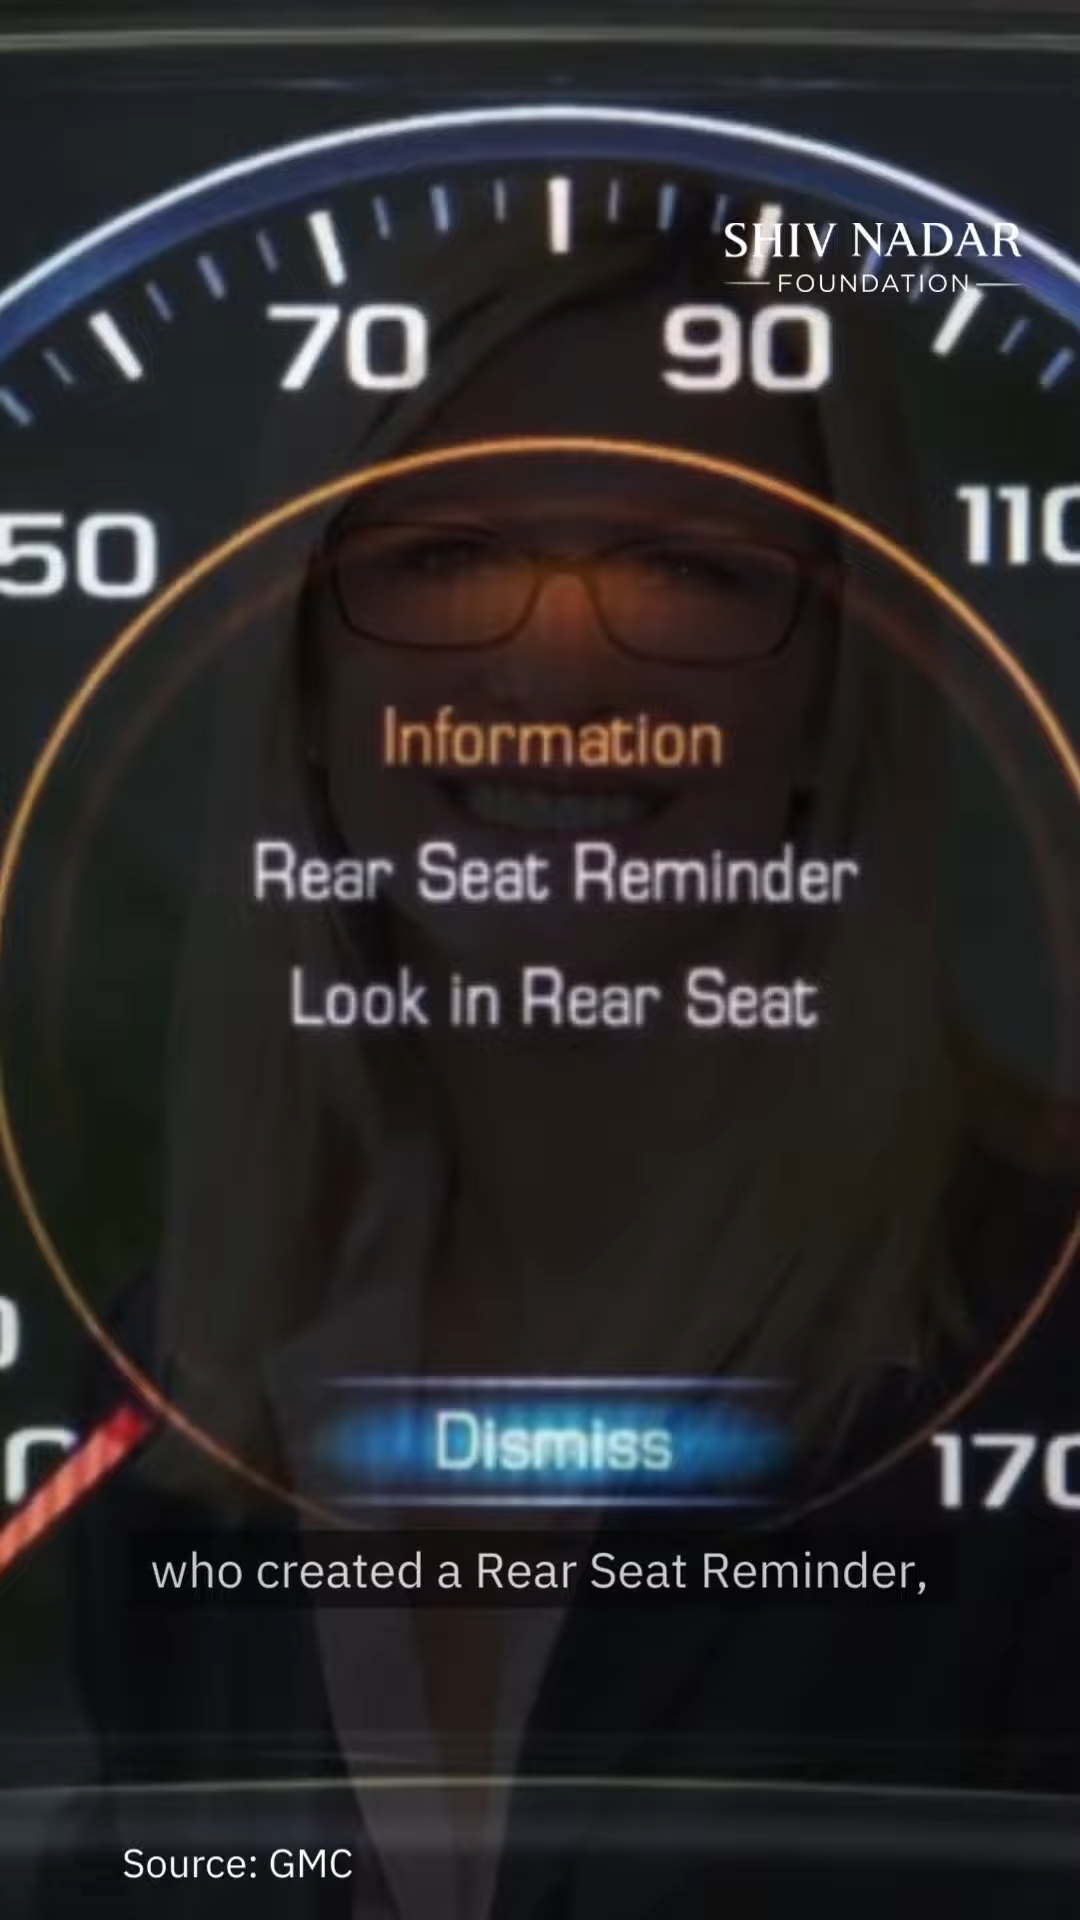 SHIV NADAR
FOUNDATION
70
90
50
110
Information
Rear Seat Reminder
Look in Rear Seat
Dismiss
170
who created a Rear Seat Reminder,
Source: GMC